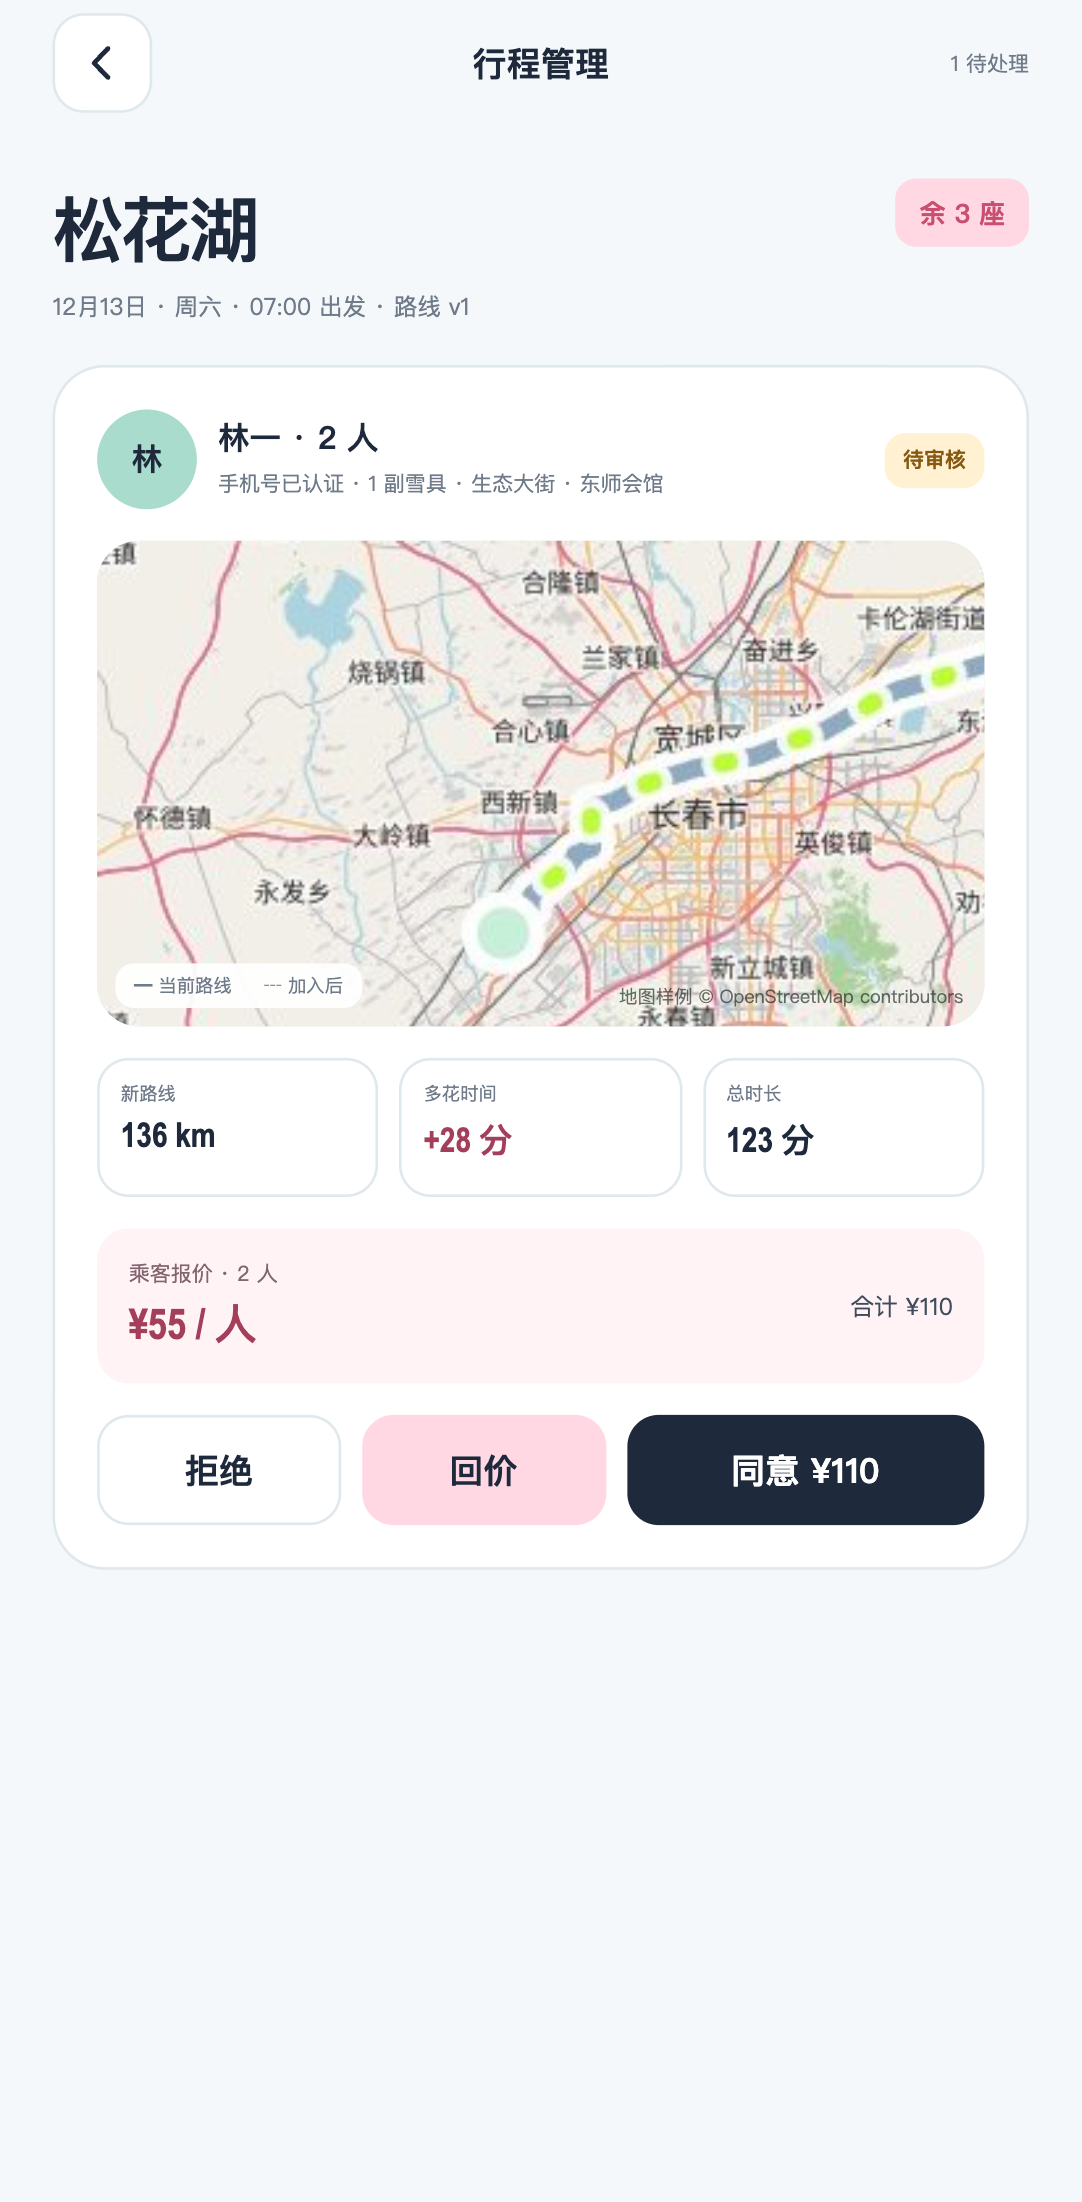 行程管理
1 待处理
松花湖
余 3 座
12月13日 · 周六 · 07:00 出发 · 路线 v1
林
林一 · 2 人
手机号已认证 · 1 副雪具 · 生态大街 · 东师会馆
待审核
合隆镇
卡伦湖街道
兰家镇
奋进乡
烧锅镇
合心镇
宽城区
西新镇
长春市
怀德镇
大岭镇
英俊镇
永发乡
新立城镇
永春镇
一 当前路线 --- 加入后
地图样例 © OpenStreetMap contributors
新路线
136 km
多花时间
+28 分
总时长
123 分
乘客报价 · 2 人
¥55 / 人
合计 ¥110
拒绝
回价
同意 ¥110